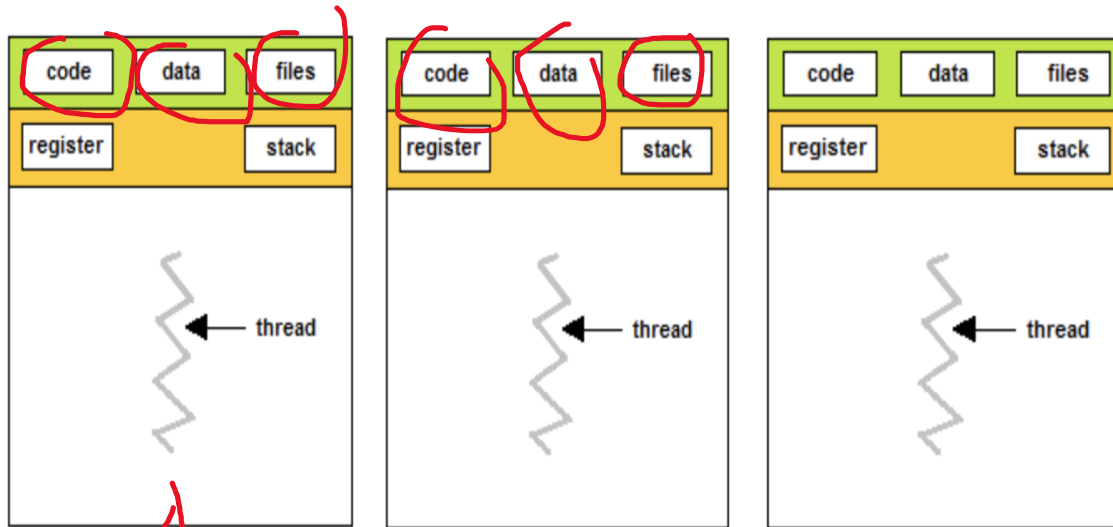 code data files
register stack
thread
code data files
register stack
thread
code data files
register stack
thread